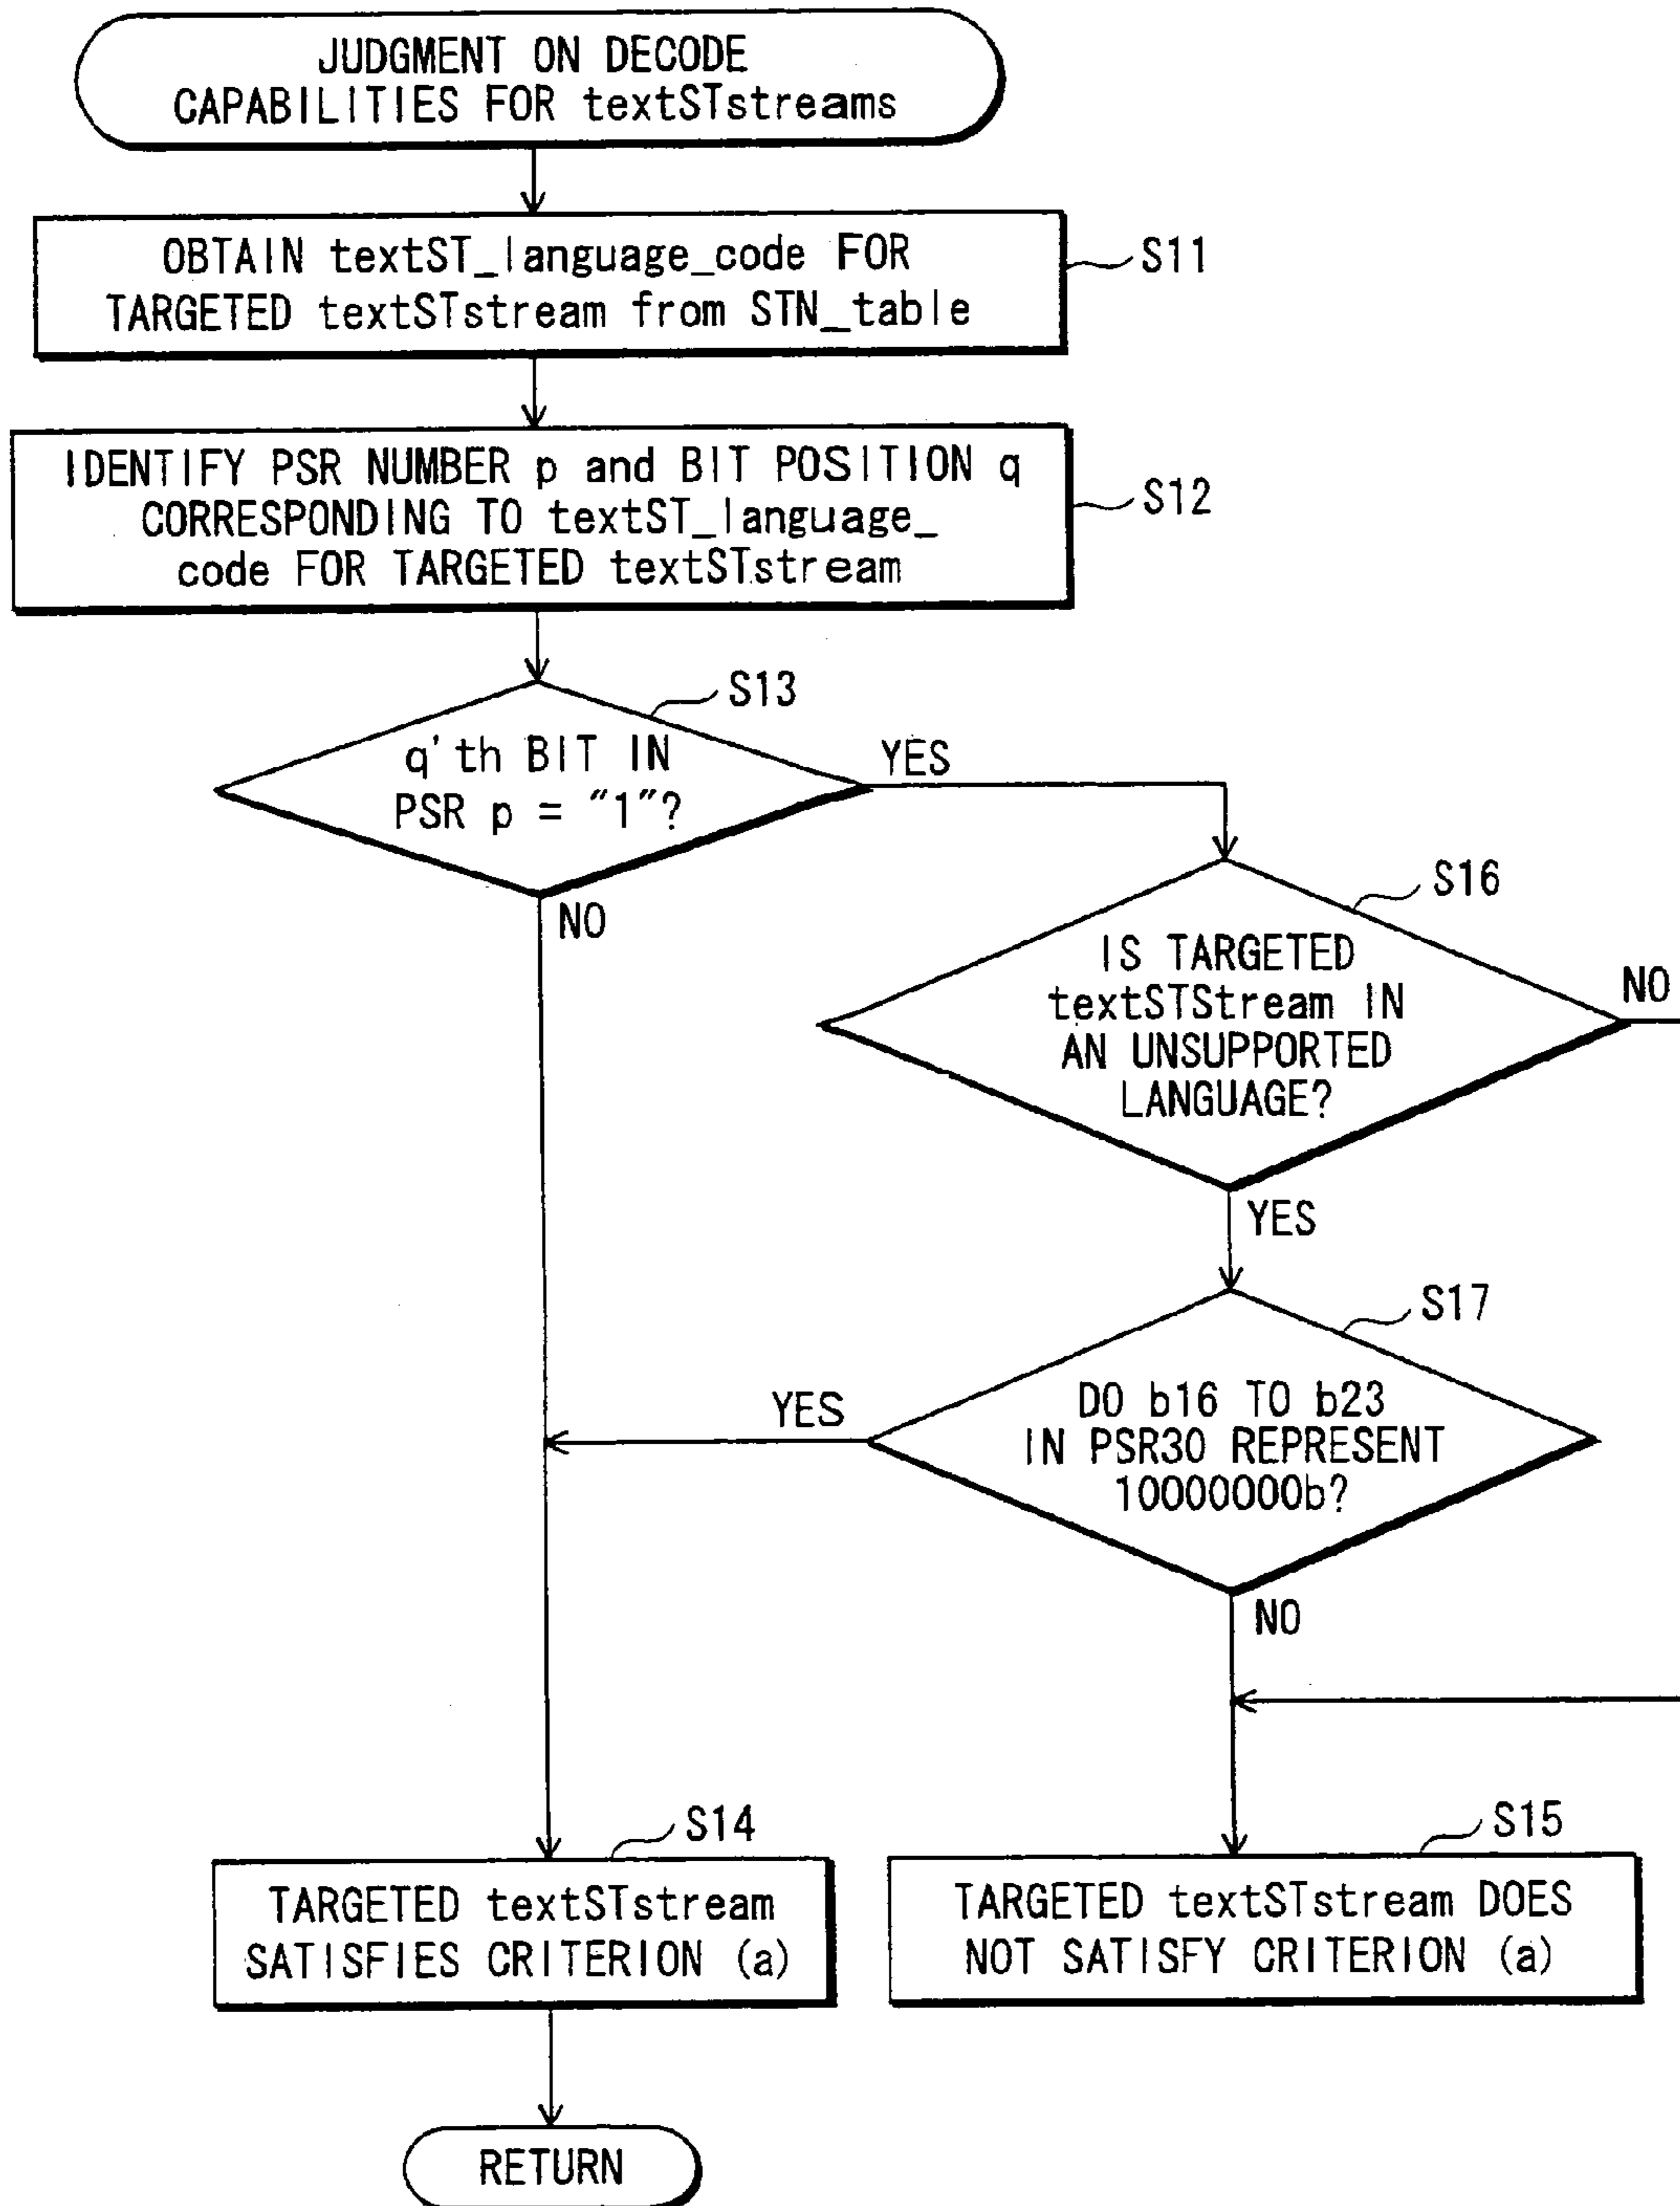 JUDGMENT ON DECODE
CAPABILITIES FOR textSTstreams
OBTAIN textST_language_code FOR
TARGETED textSTstream from STN_table
S11
IDENTIFY PSR NUMBER p and BIT POSITION q
CORRESPONDING TO textST_language_
code FOR TARGETED textSTstream
S12
S13
q'th BIT IN
PSR p = "1"?
YES
NO
S16
IS TARGETED
textSTStream IN
AN UNSUPPORTED
LANGUAGE?
NO
YES
S17
DO b16 TO b23
IN PSR30 REPRESENT
10000000b?
YES
NO
S14
TARGETED textSTstream
SATISFIES CRITERION (a)
S15
TARGETED textSTstream DOES
NOT SATISFY CRITERION (a)
RETURN